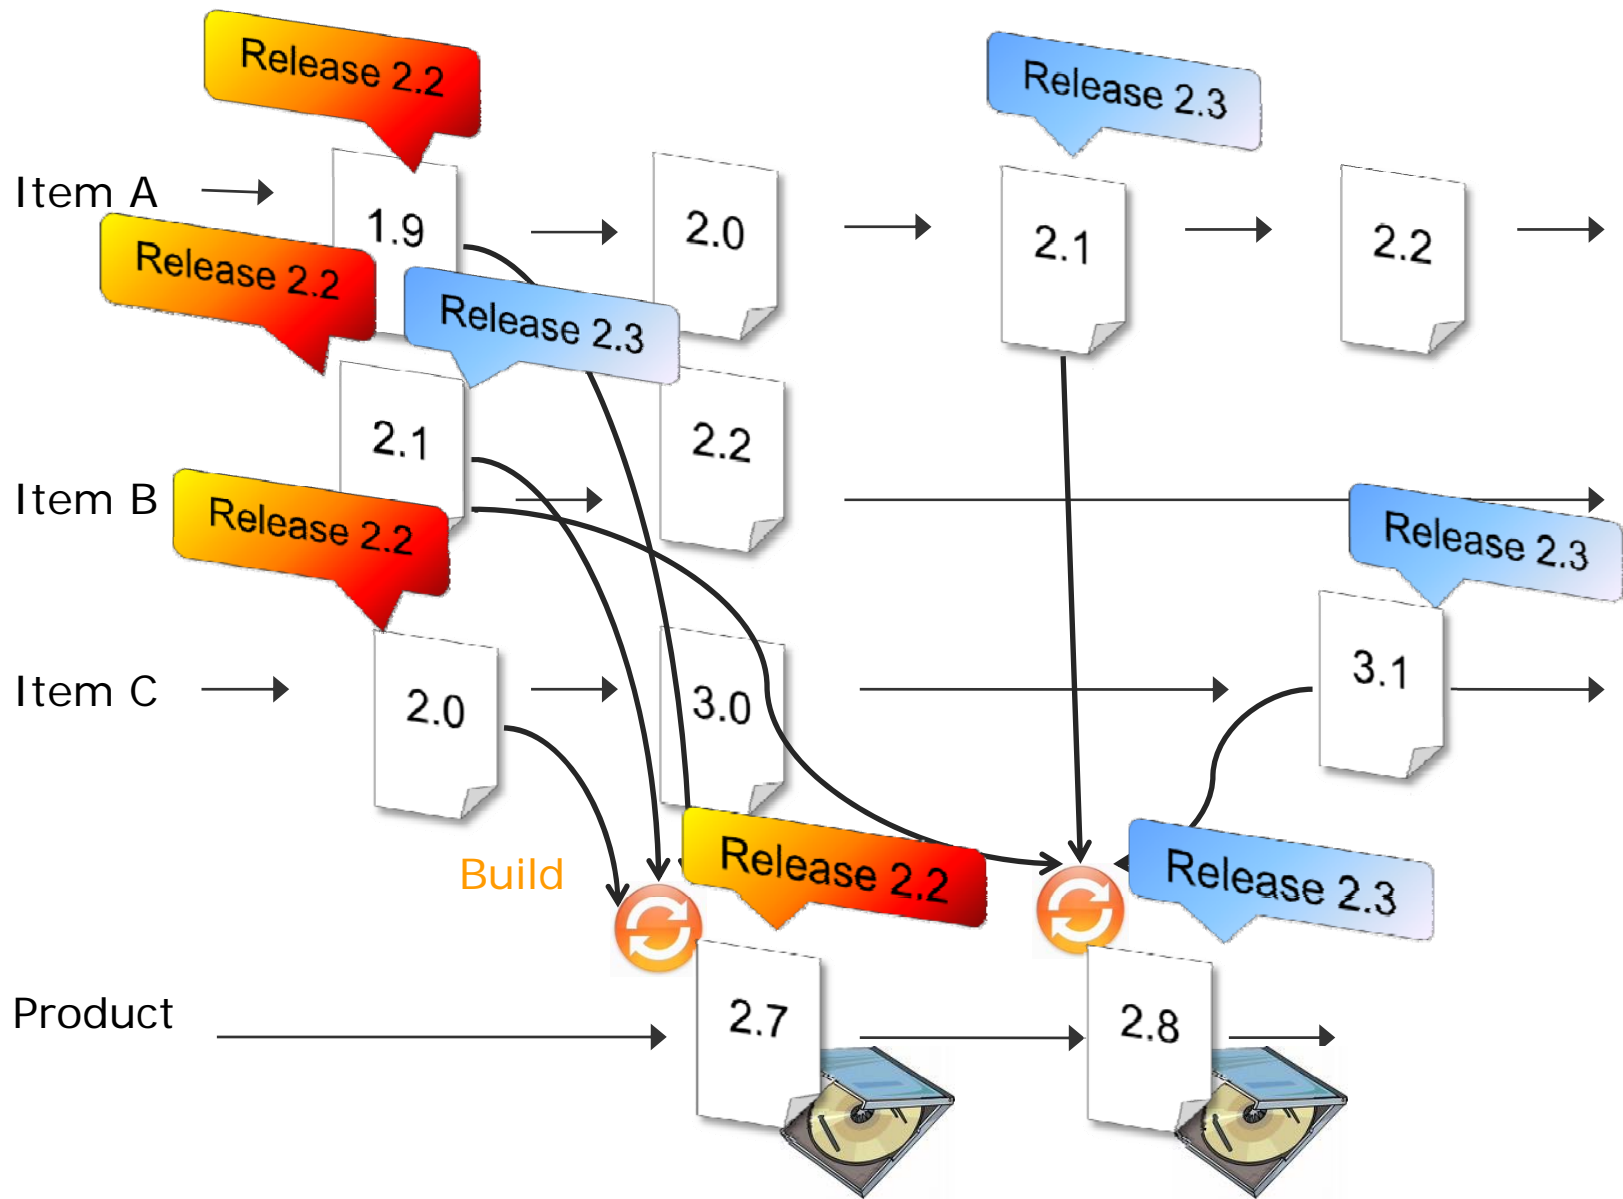 Release 2.2
Release 2.3
Item A
1.9
2.0
2.1
2.2
Release 2.2
Release 2.3
2.1
2.2
Item B
Release 2.2
Release 2.3
Item C
2.0
3.0
3.1
Build
Release 2.2
Release 2.3
Product
2.7
2.8